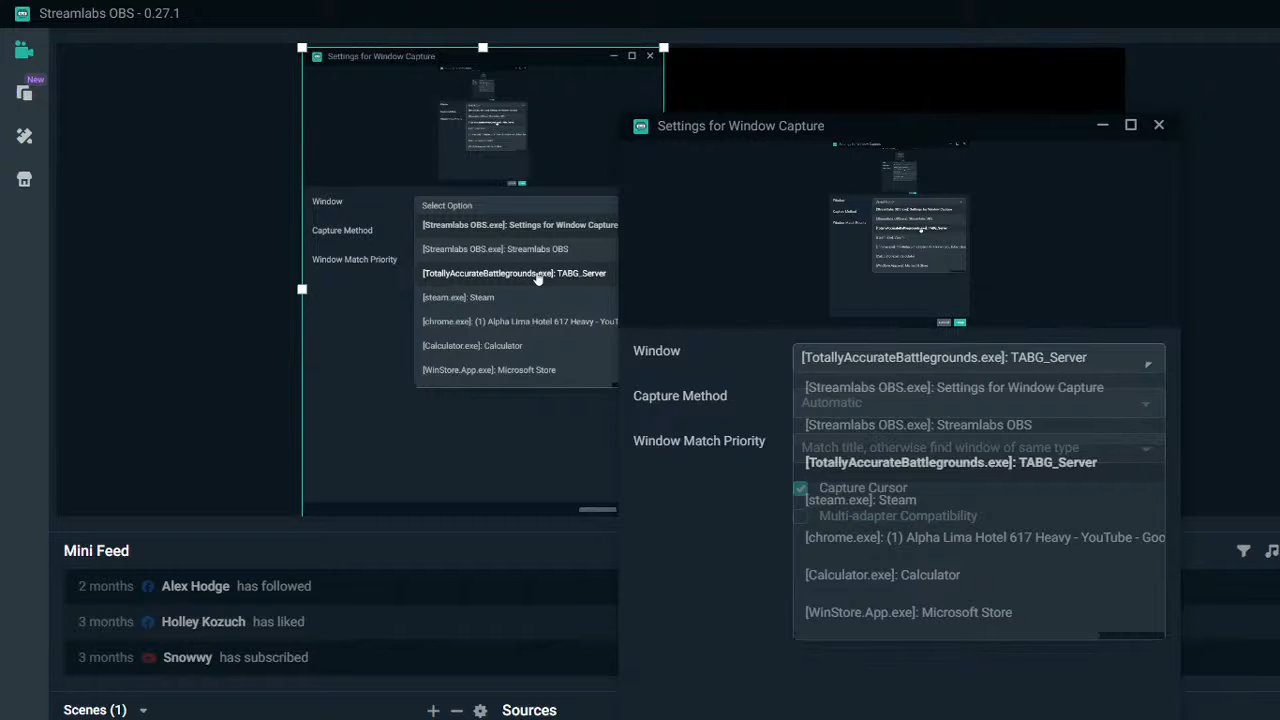 Streamlabs OBS - 0.27.1
New
Settings for Window Capture
Window
Capture Method
Window Match Priority
Select Option
[Streamlabs OBS.exe]: Settings for Window Capture
[Streamlabs OBS.exe]: Streamlabs OBS
[TotallyAccurateBattlegrounds.exe]: TABG_Server
[steam.exe]: Steam
[chrome.exe]: (1) Alpha Lima Hotel 617 Heavy - YouT
[Calculator.exe]: Calculator
[WinStore.App.exe]: Microsoft Store
Settings for Window Capture
Window
[TotallyAccurateBattlegrounds.exe]: TABG_Server
[Streamlabs OBS.exe]: Settings for Window Capture
Capture Method
Automatic
[Streamlabs OBS.exe]: Streamlabs OBS
Window Match Priority
Match title, otherwise find window of same type
[TotallyAccurateBattlegrounds.exe]: TABG_Server
Capture Cursor
[steam.exe]: Steam
Multi-adapter Compatibility
[chrome.exe]: (1) Alpha Lima Hotel 617 Heavy - YouTube - Goo
[Calculator.exe]: Calculator
[WinStore.App.exe]: Microsoft Store
Mini Feed
2 months Alex Hodge has followed
3 months Holley Kozuch has liked
3 months Snowwy has subscribed
Scenes (1)
Sources